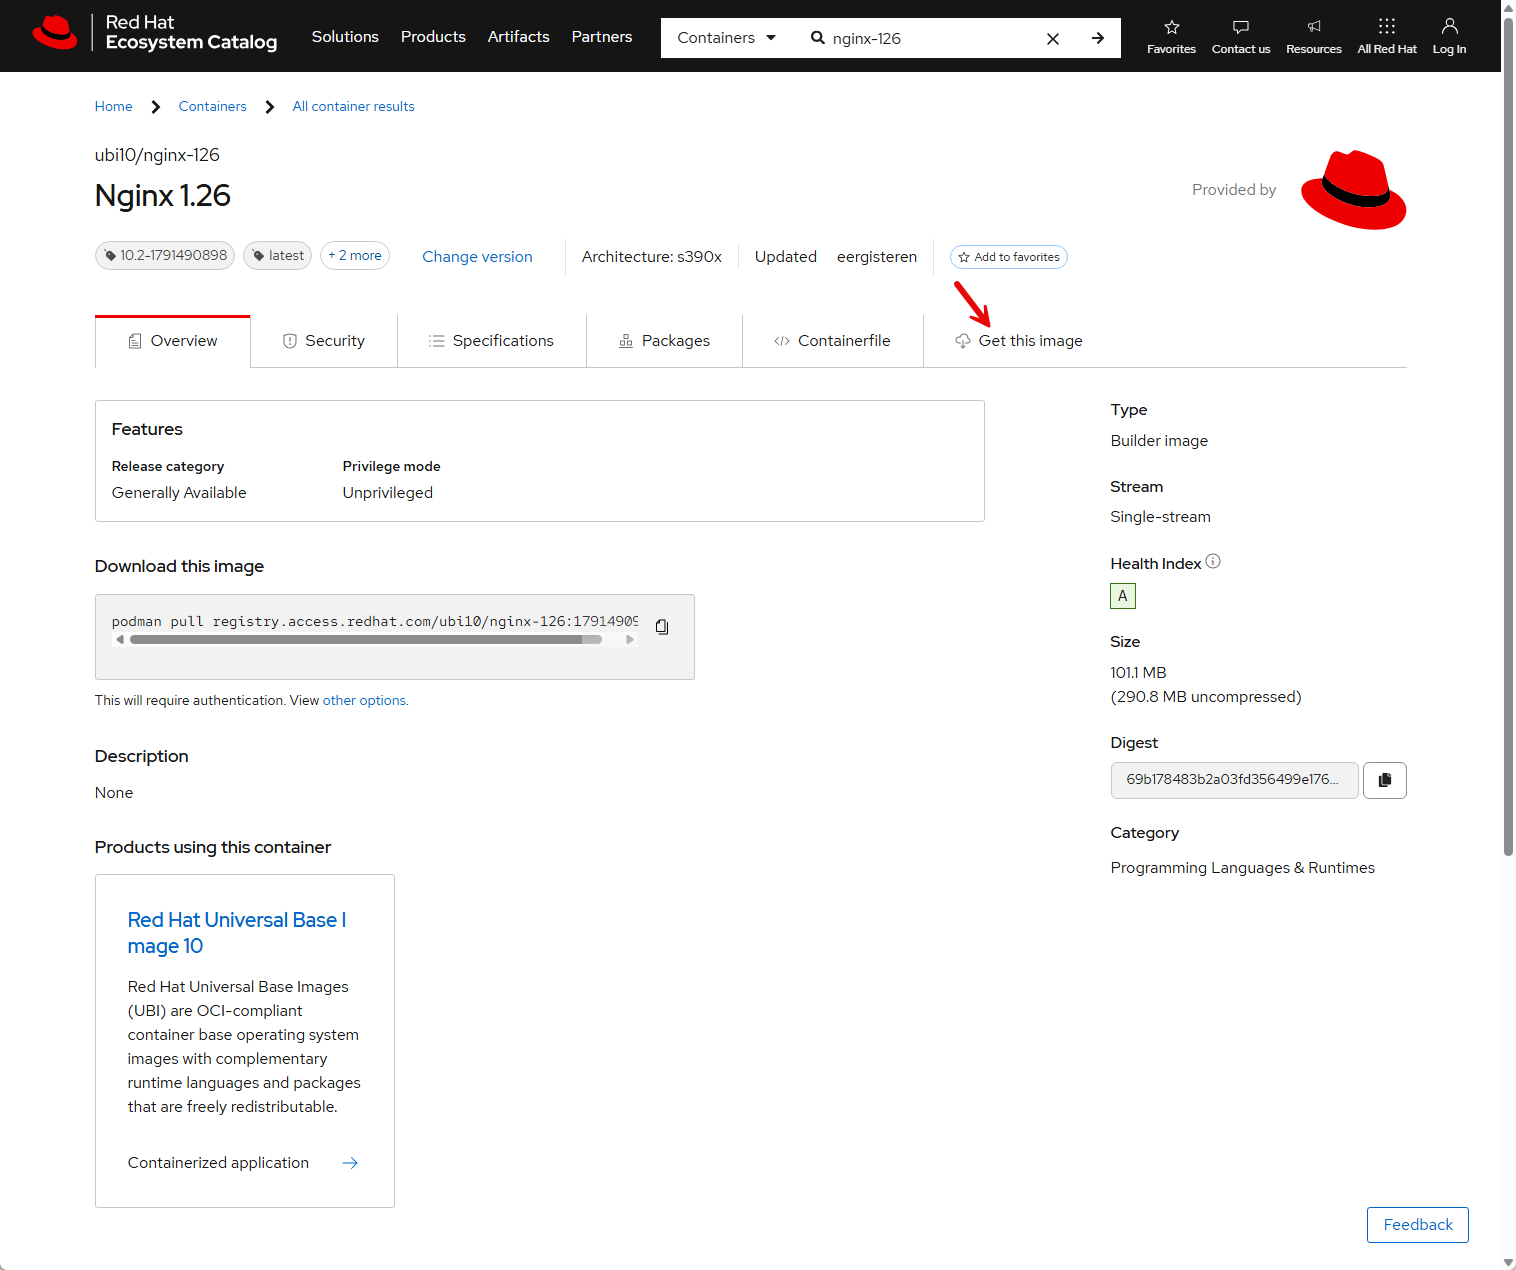 Red Hat
Ecosystem Catalog
Solutions Products Artifacts Partners
Containers nginx-126
Favorites Contact us Resources All Red Hat Log In
Home Containers All container results
ubi10/nginx-126
Nginx 1.26
Provided by
10.2-1791490898 latest + 2 more Change version Architecture: s390x Updated eergisteren Add to favorites
Overview Security Specifications Packages Containerfile Get this image
Features
Release category Privilege mode
Generally Available Unprivileged
Download this image
podman pull registry.access.redhat.com/ubi10/nginx-126:17914909
This will require authentication. View other options.
Description
None
Products using this container
Red Hat Universal Base I
mage 10
Red Hat Universal Base Images
(UBI) are OCI-compliant
container base operating system
images with complementary
runtime languages and packages
that are freely redistributable.
Containerized application
Type
Builder image
Stream
Single-stream
Health Index
A
Size
101.1 MB
(290.8 MB uncompressed)
Digest
69b178483b2a03fd356499e176...
Category
Programming Languages & Runtimes
Feedback